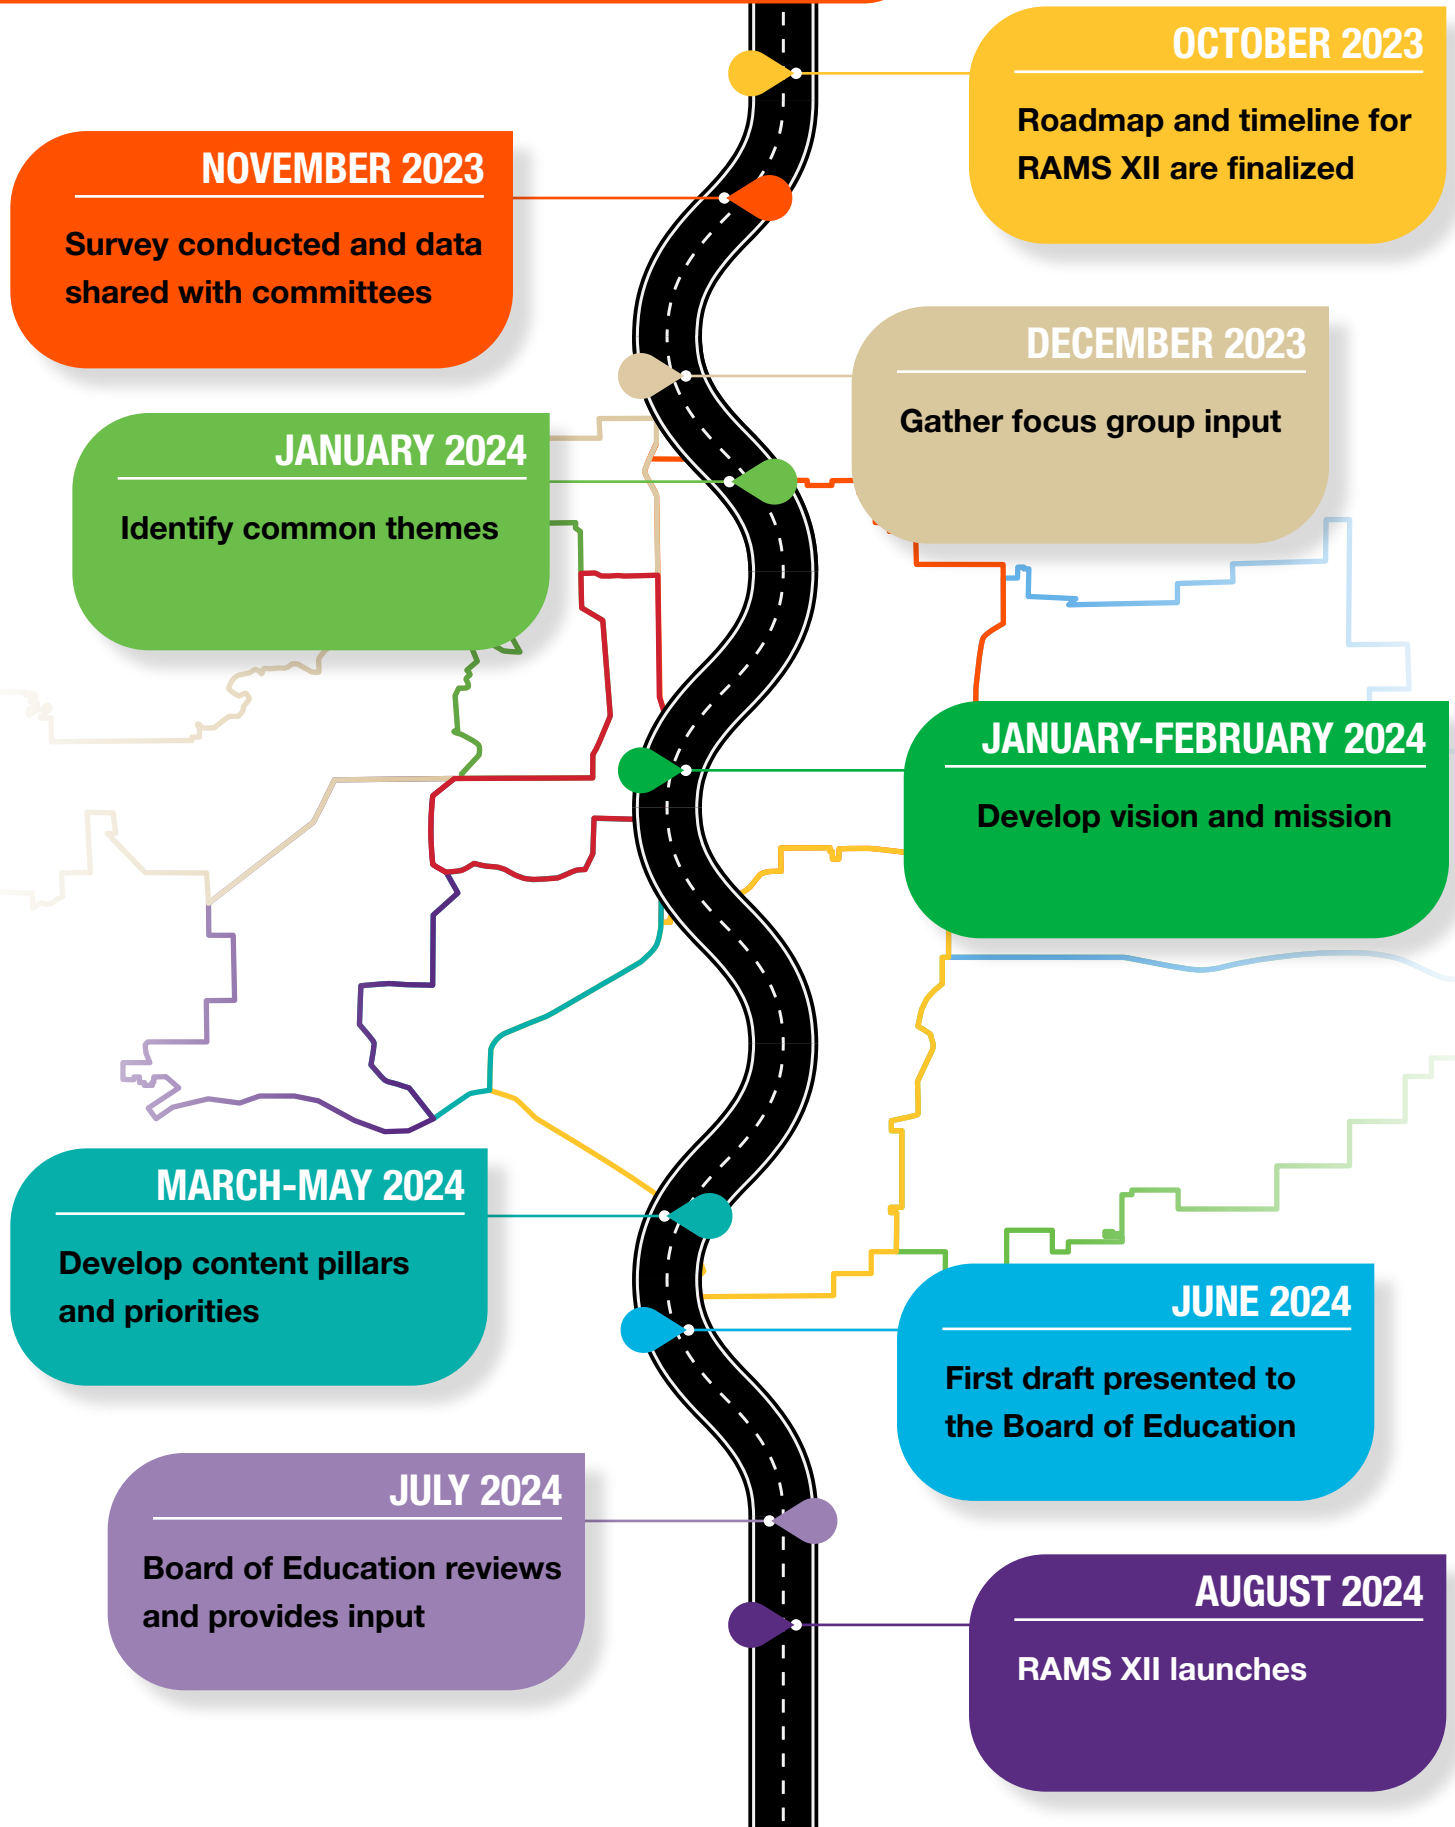 OCTOBER 2023
Roadmap and timeline for
RAMS XII are finalized
NOVEMBER 2023
Survey conducted and data
shared with committees
DECEMBER 2023
Gather focus group input
JANUARY 2024
Identify common themes
JANUARY-FEBRUARY 2024
Develop vision and mission
MARCH-MAY 2024
Develop content pillars
and priorities
JUNE 2024
First draft presented to
the Board of Education
JULY 2024
Board of Education reviews
and provides input
AUGUST 2024
RAMS XII launches